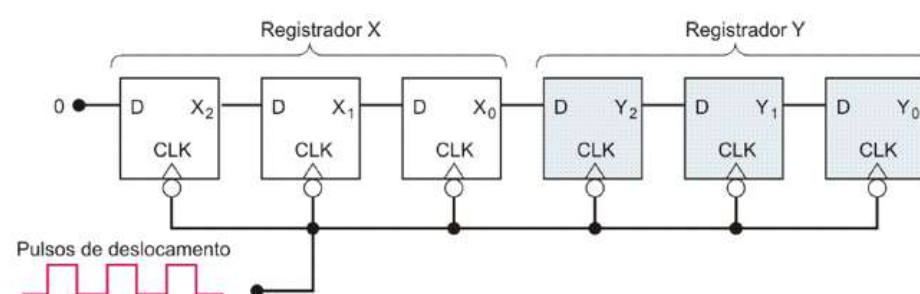 Registrador X Registrador Y
0 D X₂ D X₁ D X₀ D Y₂ D Y₁ D Y₀
CLK CLK CLK CLK CLK CLK
Pulsos de deslocamento